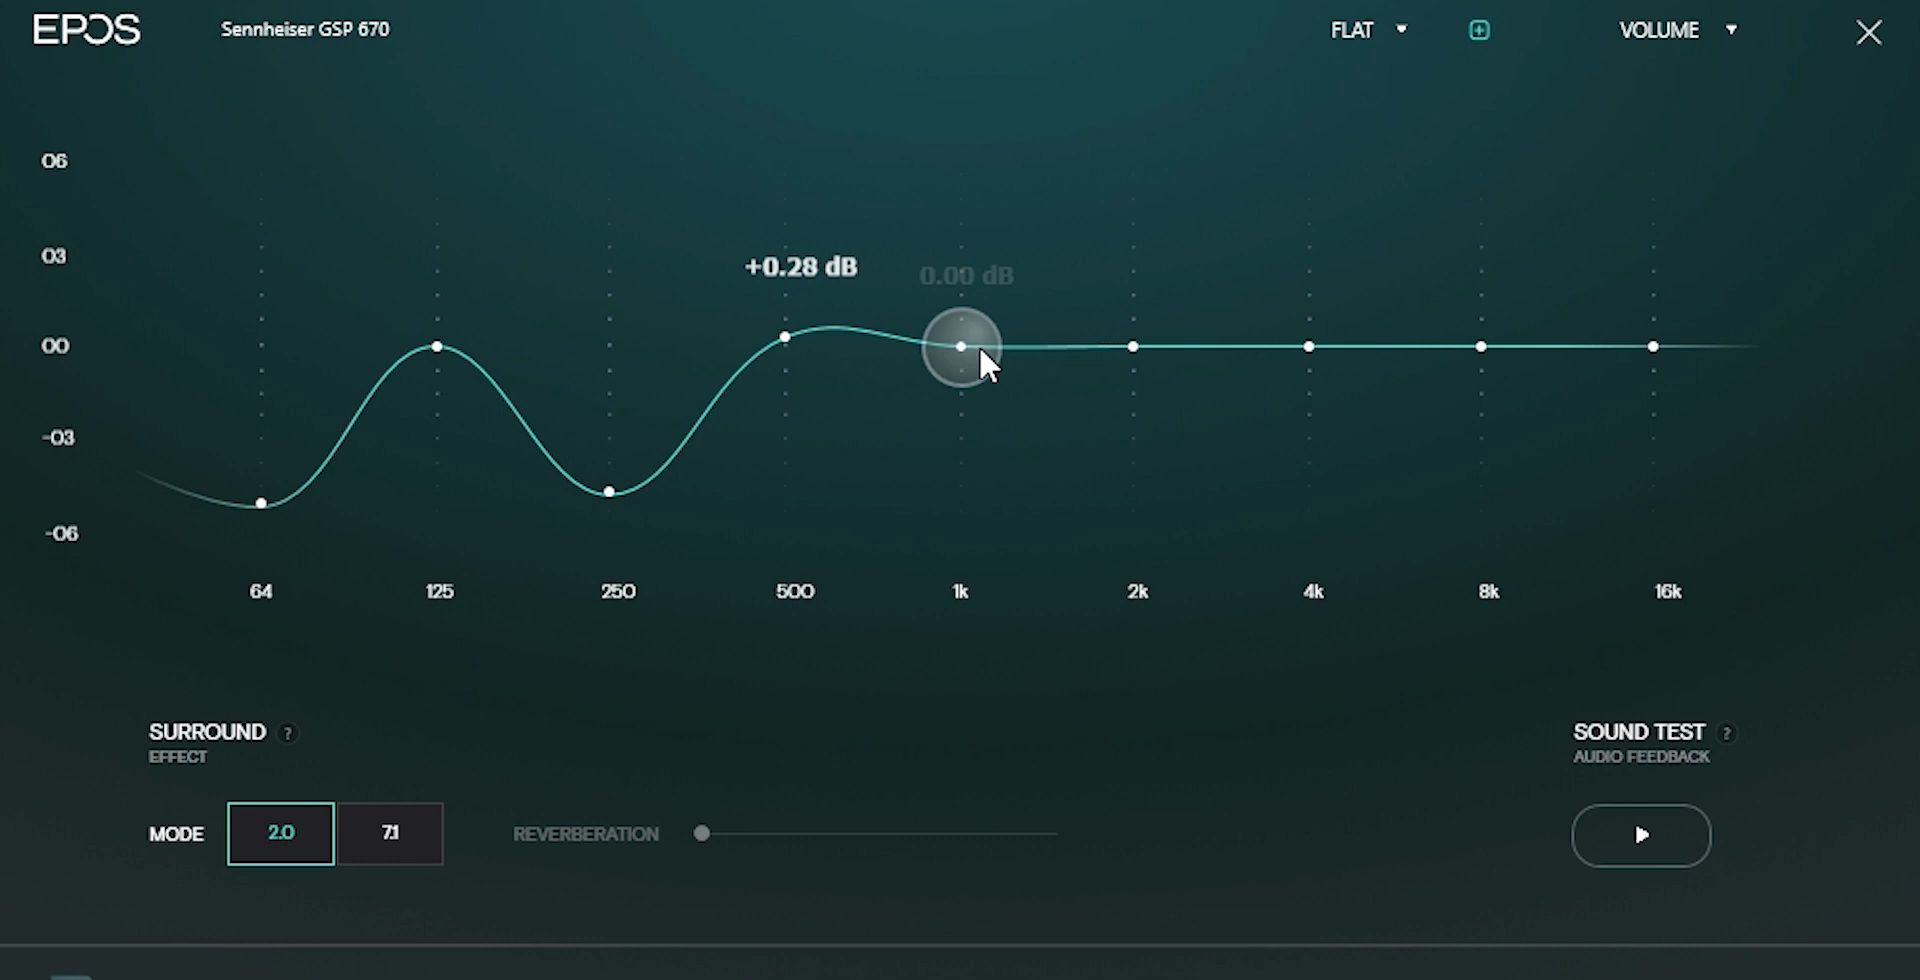 EPOS
Sennheiser GSP 670
FLAT
VOLUME
06
03
00
-03
-06
+0.28 dB
0.00 dB
64 125 250 500 1k 2k 4k 8k 16k
SURROUND ?
EFFECT
MODE 2.0 7.1
REVERBERATION
SOUND TEST ?
AUDIO FEEDBACK